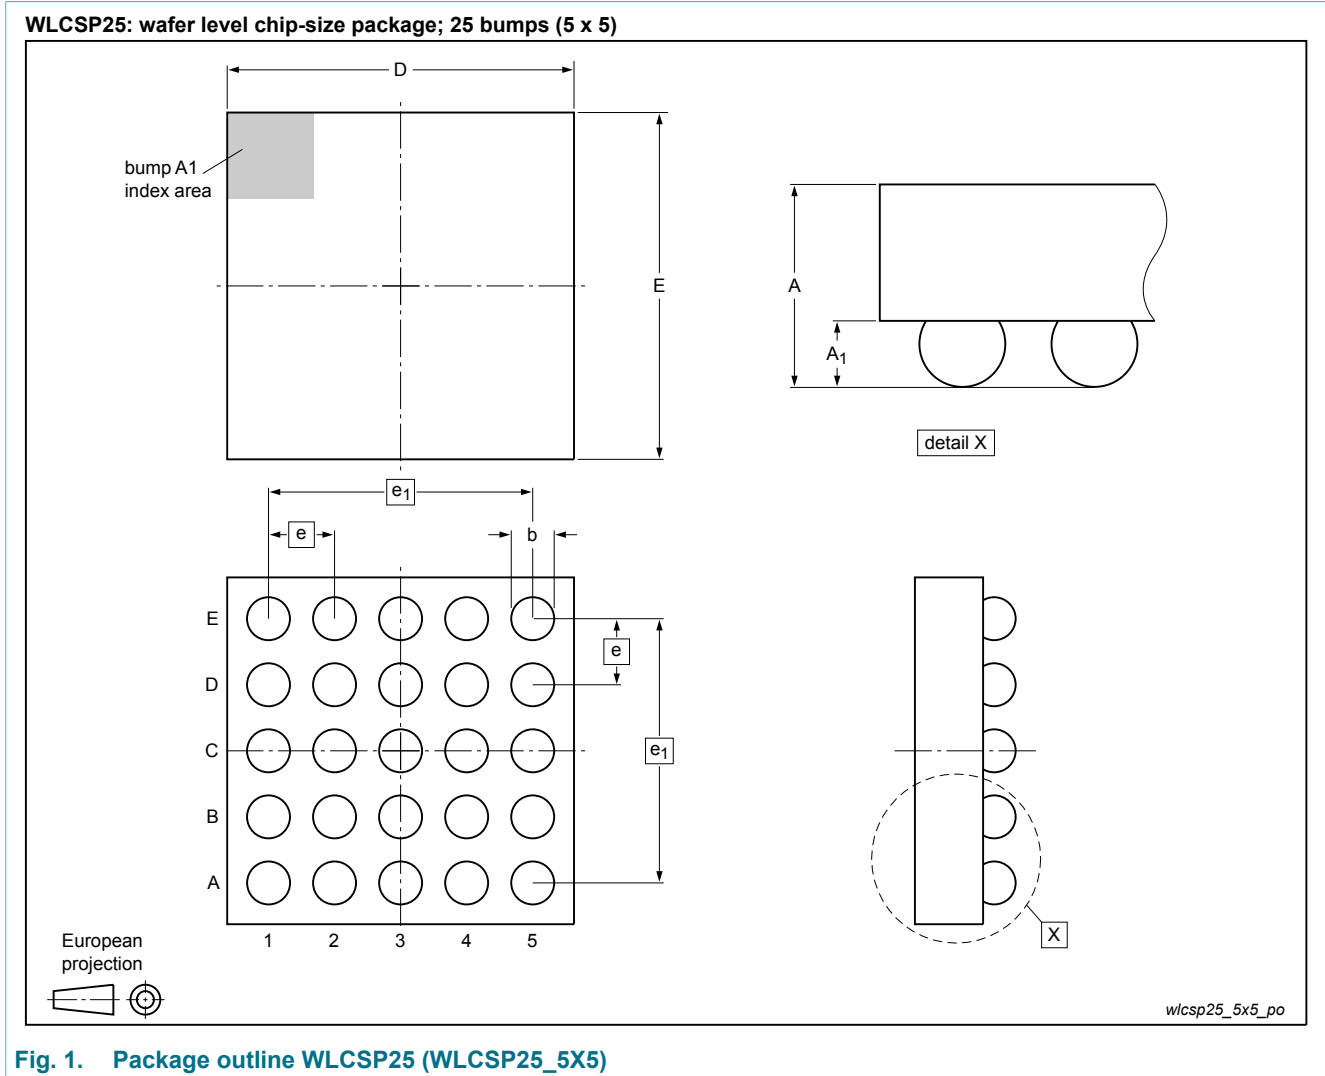 WLCSP25: wafer level chip-size package; 25 bumps (5 x 5)
D
bump A1
index area
E
A
A1
detail X
e1
e
b
E
D
C
B
A
e
e1
1 2 3 4 5
X
European
projection
wlcsp25_5x5_po
Fig. 1. Package outline WLCSP25 (WLCSP25_5X5)